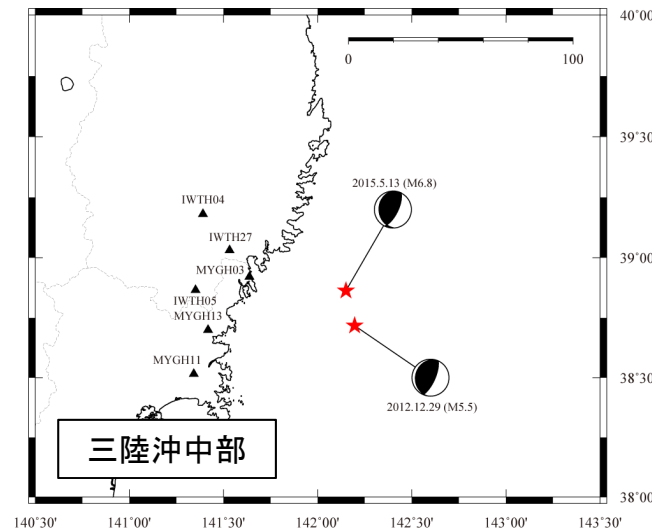 40˚00'
0
100
39˚30'
2015.5.13 (M6.8)
IWTH04
IWTH27
39˚00'
MYGH03
IWTH05
MYGH13
MYGH11
38˚30'
2012.12.29 (M5.5)
三陸沖中部
38˚00'
140˚30'
141˚00'
141˚30'
142˚00'
142˚30'
143˚00'
143˚30'